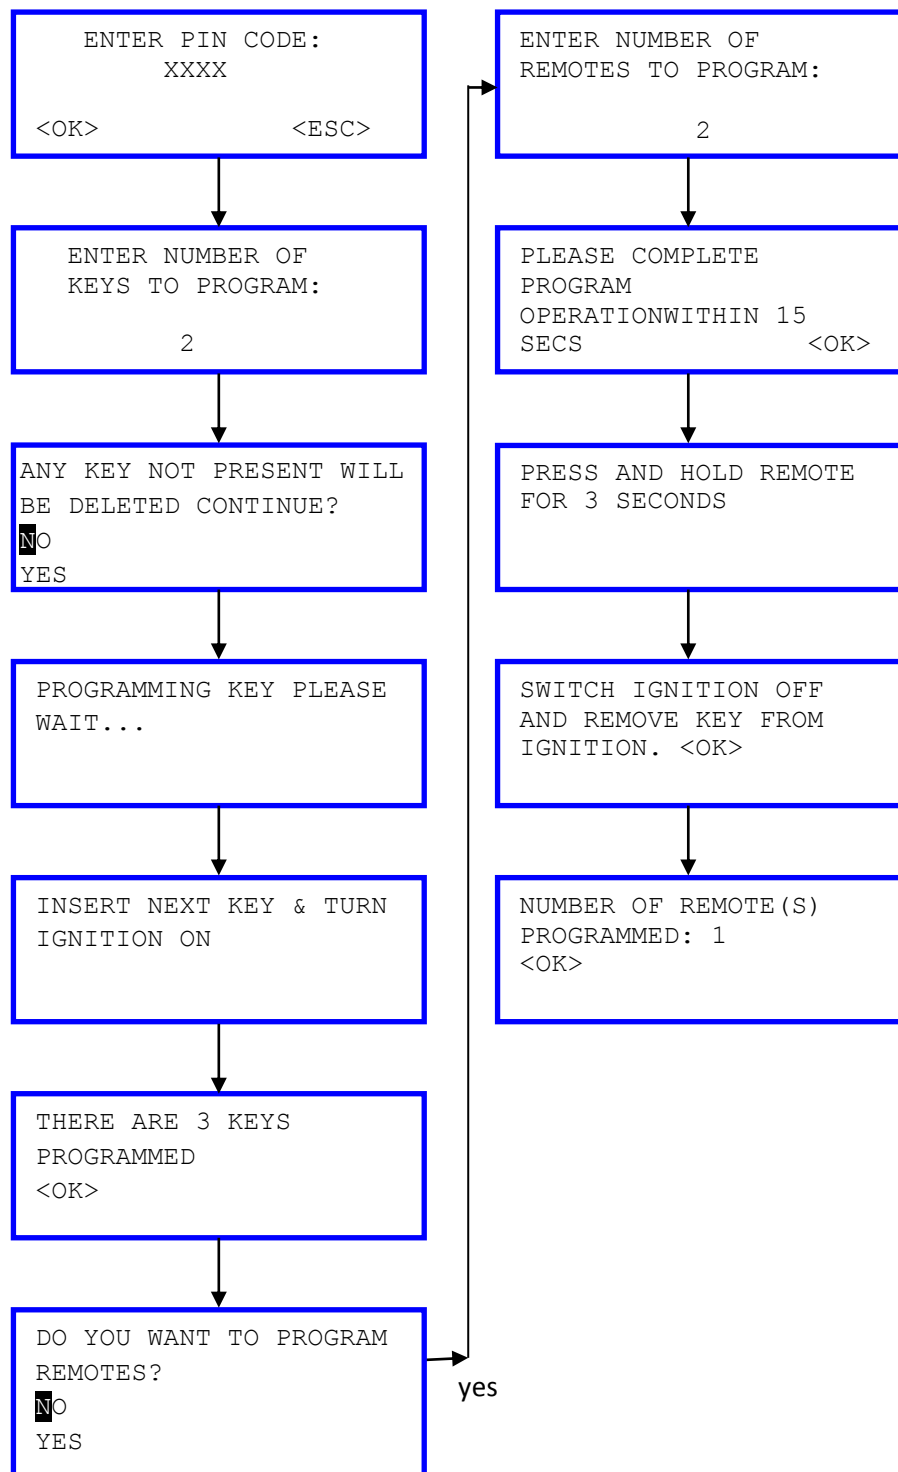 ENTER PIN CODE:
XXXX
<OK> <ESC>
ENTER NUMBER OF
KEYS TO PROGRAM:
2
ANY KEY NOT PRESENT WILL
BE DELETED CONTINUE?
NO
YES
PROGRAMMING KEY PLEASE
WAIT...
INSERT NEXT KEY & TURN
IGNITION ON
THERE ARE 3 KEYS
PROGRAMMED
<OK>
DO YOU WANT TO PROGRAM
REMOTES?
NO
YES
yes
ENTER NUMBER OF
REMOTES TO PROGRAM:
2
PLEASE COMPLETE
PROGRAM
OPERATIONWITHIN 15
SECS <OK>
PRESS AND HOLD REMOTE
FOR 3 SECONDS
SWITCH IGNITION OFF
AND REMOVE KEY FROM
IGNITION. <OK>
NUMBER OF REMOTE(S)
PROGRAMMED: 1
<OK>